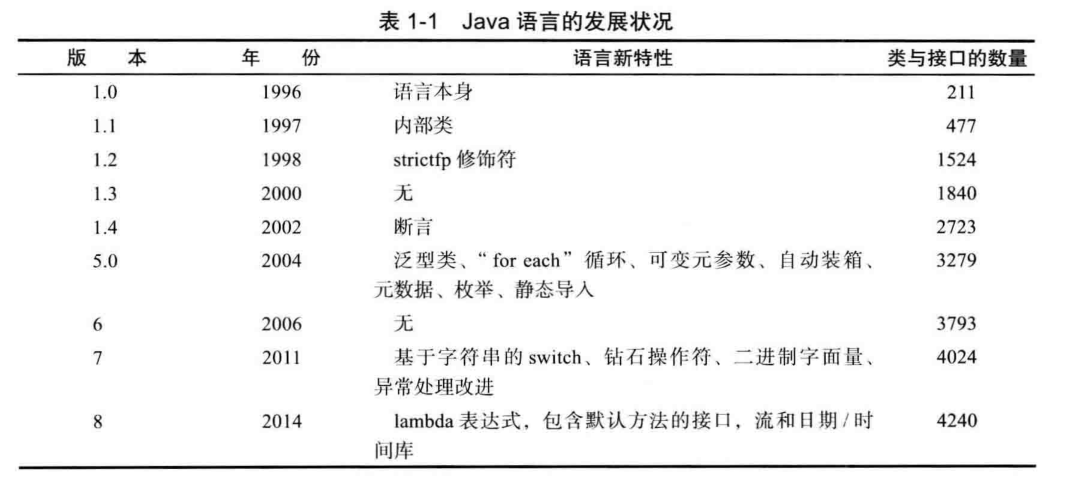 表 1-1 Java 语言的发展状况
版 本 年 份 语言新特性 类与接口的数量
1.0 1996 语言本身 211
1.1 1997 内部类 477
1.2 1998 strictfp 修饰符 1524
1.3 2000 无 1840
1.4 2002 断言 2723
5.0 2004 泛型类、“for each”循环、可变元参数、自动装箱、 3279
元数据、枚举、静态导入
6 2006 无 3793
7 2011 基于字符串的 switch、钻石操作符、二进制字面量、 4024
异常处理改进
8 2014 lambda 表达式，包含默认方法的接口，流和日期 / 时 4240
间库